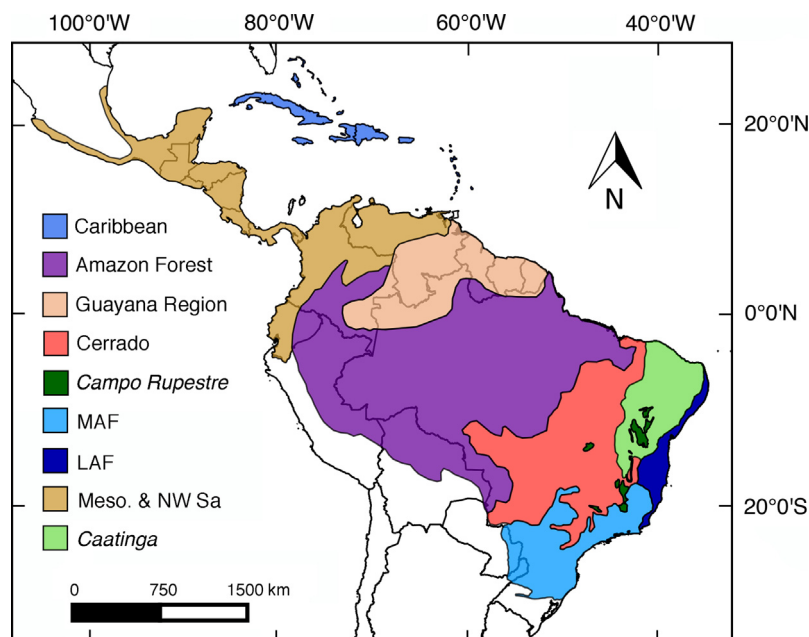 100°0'W 80°0'W 60°0'W 40°0'W
20°0'N
N
Caribbean
Amazon Forest
Guayana Region
0°0'N
Cerrado
Campo Rupestre
MAF
LAF
Meso. & NW Sa
20°0'S
Caatinga
0 750 1500 km